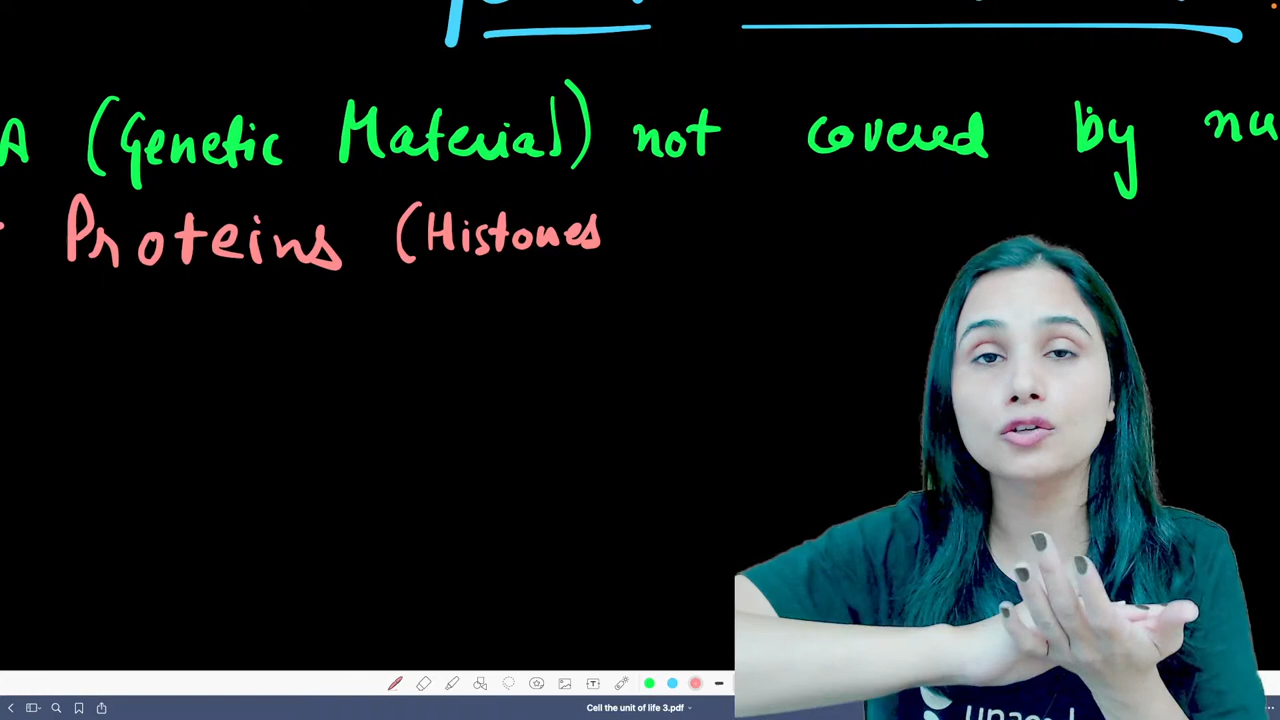 A (Genetic Material) not covered by nu
Proteins (Histones
Cell the unit of life 3.pdf